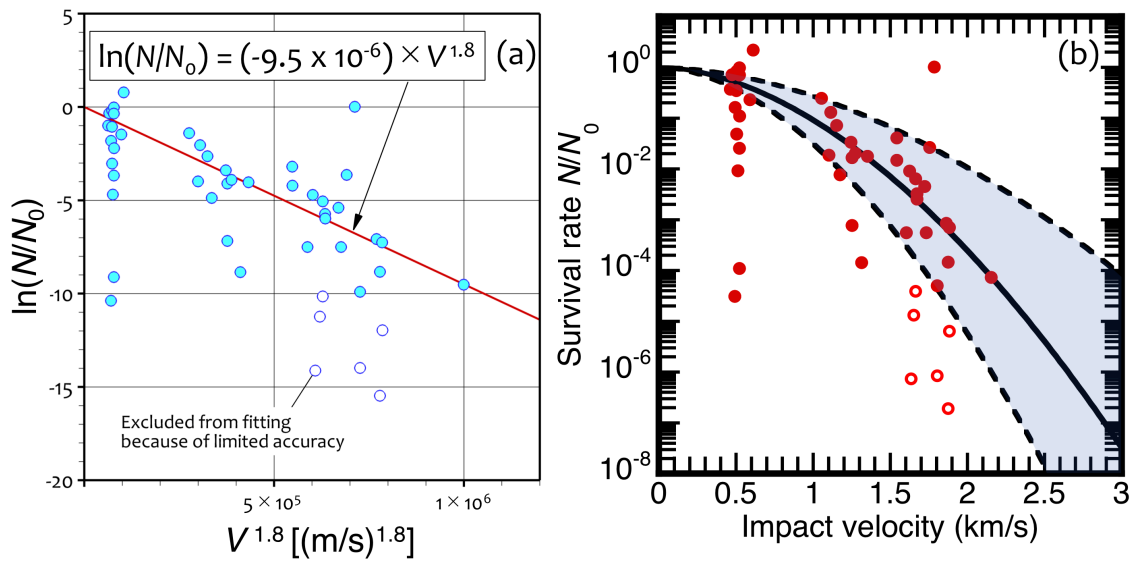 ln(N/N₀) = (-9.5 x 10⁻⁶) × V¹·⁸
(a)
5
0
-5
-10
-15
-20
ln(N/N₀)
Excluded from fitting
because of limited accuracy
5 × 10⁵
1 × 10⁶
V ¹·⁸ [(m/s)¹·⁸]
(b)
10⁰
10⁻²
10⁻⁴
10⁻⁶
10⁻⁸
Survival rate N/N₀
0
0.5
1
1.5
2
2.5
3
Impact velocity (km/s)